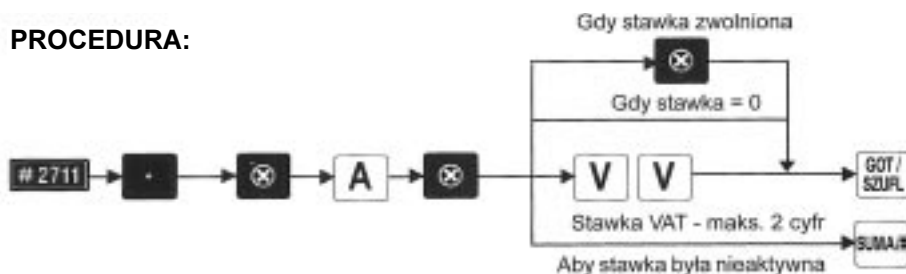 PROCEDURA:
Gdy stawka zwolniona
⊗
Gdy stawka = 0
# 2711 · ⊗ A ⊗ V V GOT / SZUFL
Stawka VAT - maks. 2 cyfr
SUMA/#
Aby stawka była nieaktywna